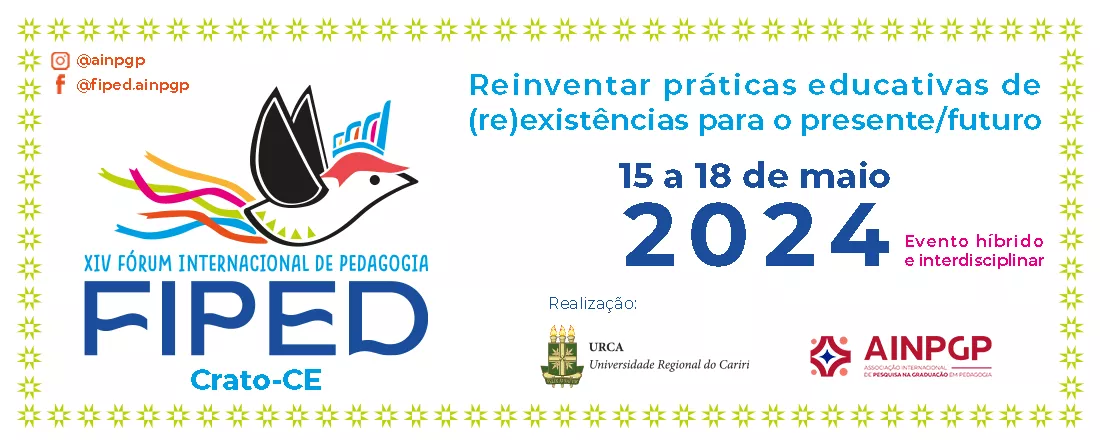 @ainpgp
@fiped.ainpgp
XIV FÓRUM INTERNACIONAL DE PEDAGOGIA
FIPED
Crato-CE
Reinventar práticas educativas de
(re)existências para o presente/futuro
15 a 18 de maio
2024
Evento híbrido
e interdisciplinar
Realização:
URCA
Universidade Regional do Cariri
AINPGP
ASSOCIAÇÃO INTERNACIONAL
DE PESQUISA NA GRADUAÇÃO EM PEDAGOGIA